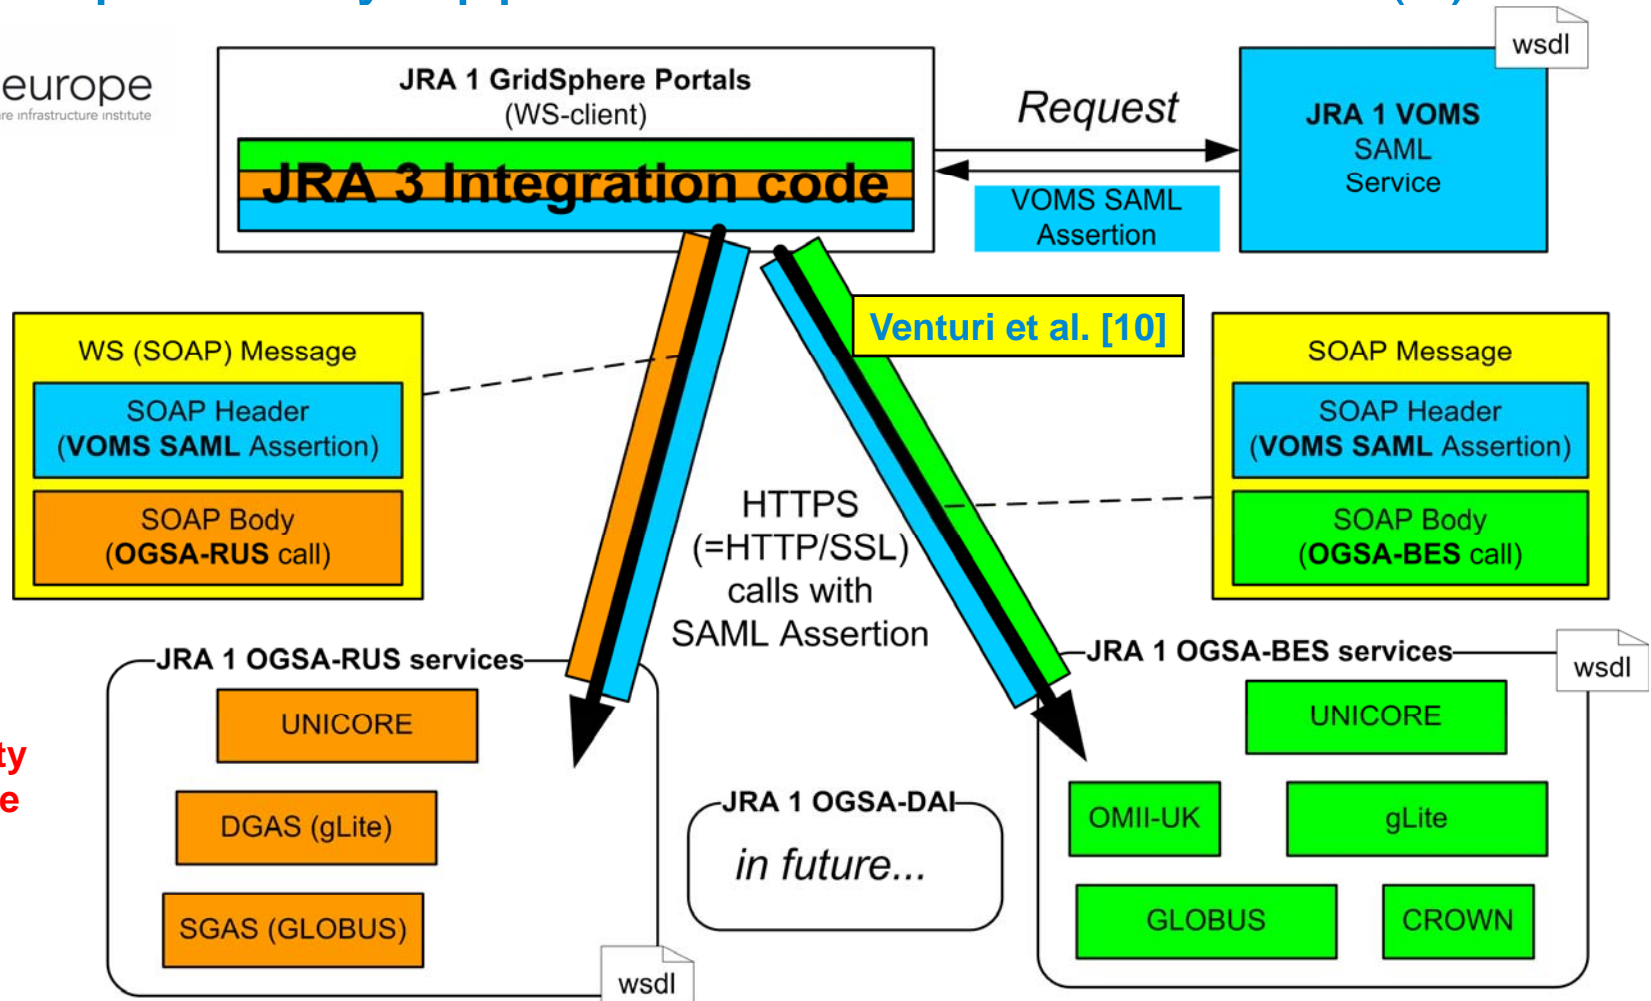 (
wsdl
europe
re infrastructure institute
JRA 1 GridSphere Portals
(WS-client)
JRA 3 Integration code
Request
VOMS SAML
Assertion
JRA 1 VOMS
SAML
Service
Venturi et al. [10]
WS (SOAP) Message
SOAP Header
(VOMS SAML Assertion)
SOAP Body
(OGSA-RUS call)
SOAP Message
SOAP Header
(VOMS SAML Assertion)
SOAP Body
(OGSA-BES call)
HTTPS
(=HTTP/SSL)
calls with
SAML Assertion
JRA 1 OGSA-RUS services
UNICORE
DGAS (gLite)
SGAS (GLOBUS)
wsdl
ty
e
JRA 1 OGSA-DAI
in future...
JRA 1 OGSA-BES services
wsdl
UNICORE
OMII-UK
gLite
GLOBUS
CROWN